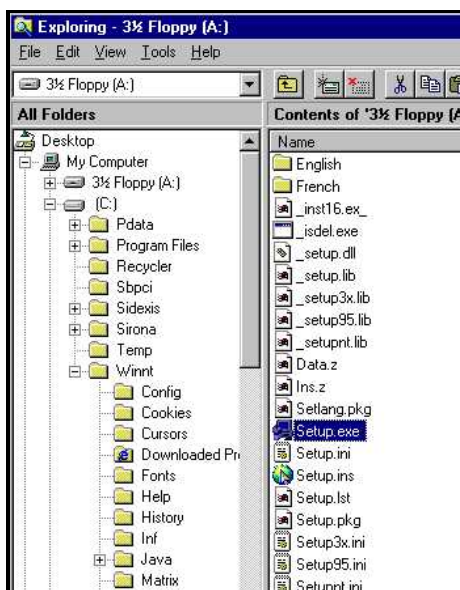 Exploring - 3½ Floppy (A:)
File Edit View Tools Help
3½ Floppy (A:)
All Folders
Contents of '3½ Floppy (A
Desktop
My Computer
3½ Floppy (A:)
(C:)
Pdata
Program Files
Recycler
Sbpci
Sidexis
Sirona
Temp
Winnt
Config
Cookies
Cursors
Downloaded Pr
Fonts
Help
History
Inf
Java
Matrix
Name
English
French
_inst16.ex_
_isdel.exe
_setup.dll
_setup.lib
_setup3x.lib
_setup95.lib
_setupnt.lib
Data.z
Ins.z
Setlang.pkg
Setup.exe
Setup.ini
Setup.ins
Setup.lst
Setup.pkg
Setup3x.ini
Setup95.ini
Setupnt.ini